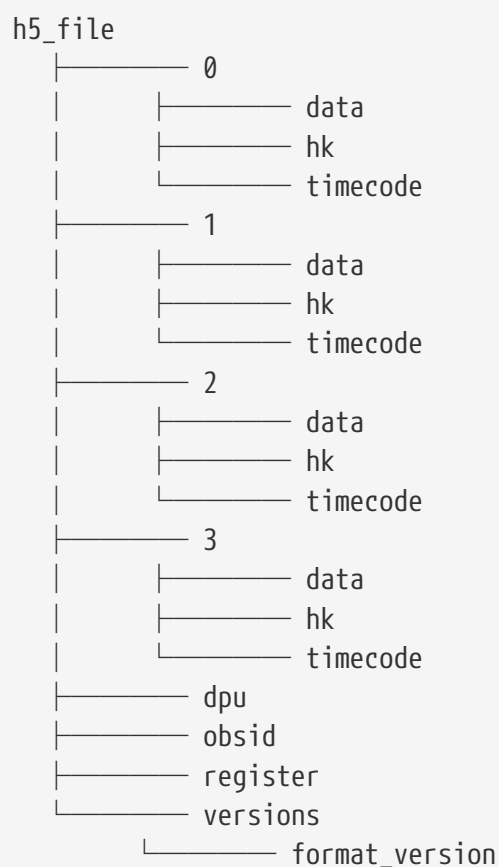 h5_file
0
data
hk
timecode
1
data
hk
timecode
2
data
hk
timecode
3
data
hk
timecode
dpu
obsid
register
versions
format_version